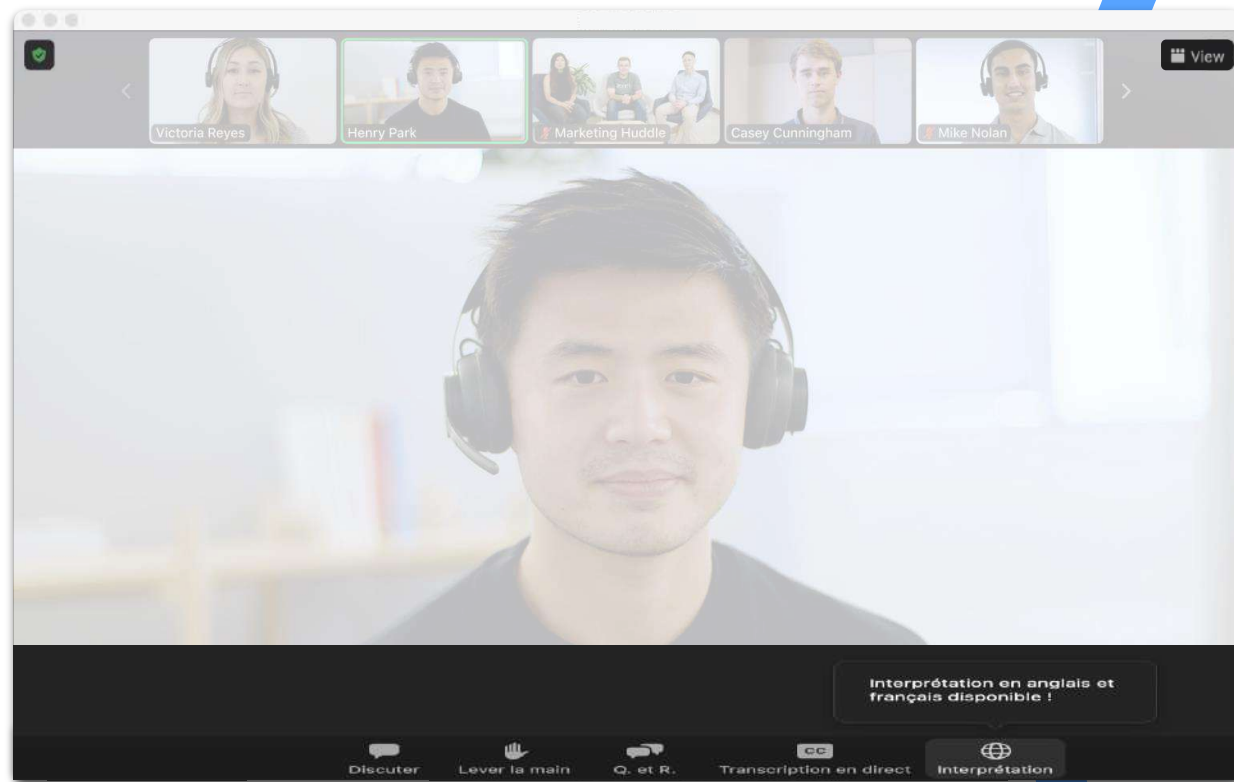 View
Victoria Reyes
Henry Park
Marketing Huddle
Casey Cunningham
Mike Nolan
Interprétation en anglais et
français disponible !
Discuter
Lever la main
Q. et R.
CC
Transcription en direct
Interprétation